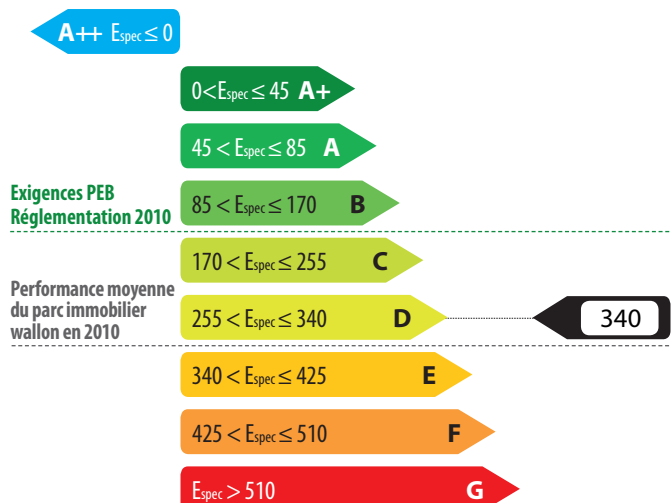 A++ Espec ≤ 0
0<Espec ≤ 45 A+
45 < Espec ≤ 85 A
Exigences PEB
Réglementation 2010
85 < Espec ≤ 170 B
170 < Espec ≤ 255 C
Performance moyenne
du parc immobilier
wallon en 2010
255 < Espec ≤ 340 D
340
340 < Espec ≤ 425 E
425 < Espec ≤ 510 F
Espec > 510 G